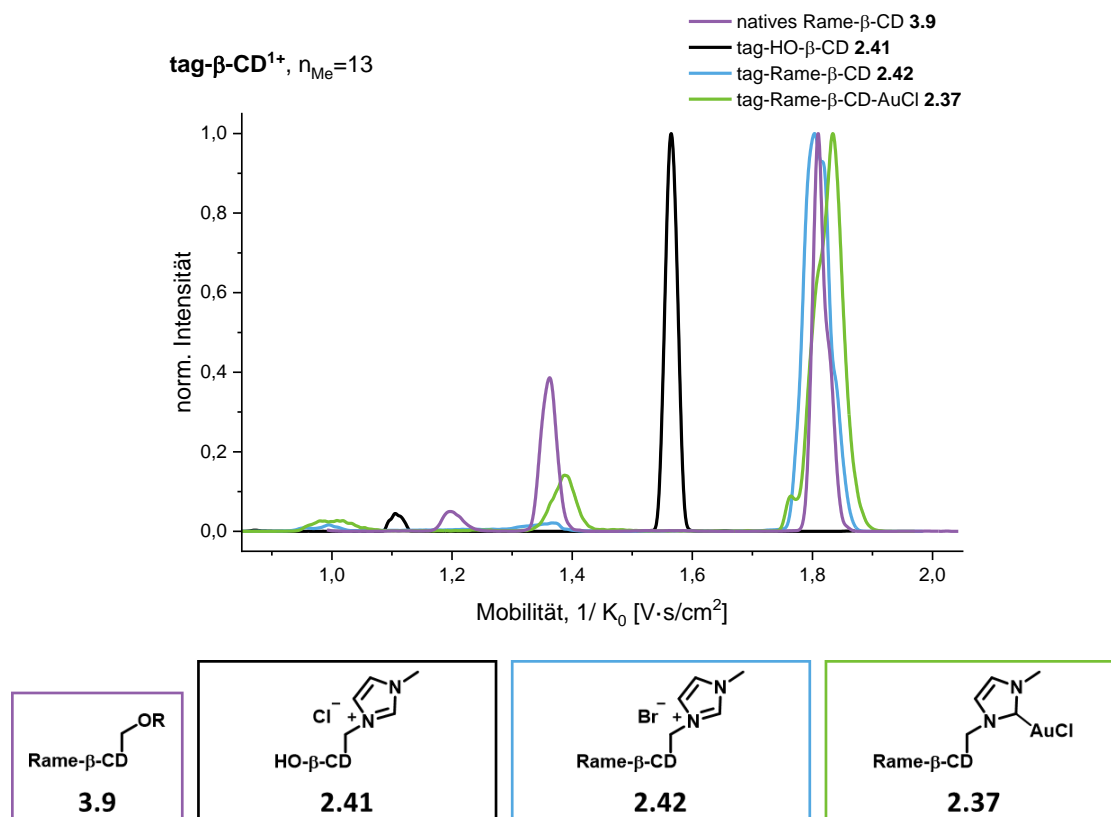 natives Rame-β-CD 3.9
tag-HO-β-CD 2.41
tag-Rame-β-CD 2.42
tag-Rame-β-CD-AuCl 2.37
tag-β-CD1+, nMe=13
norm. Intensität
1,0
0,8
0,6
0,4
0,2
0,0
1,0 1,2 1,4 1,6 1,8 2,0
Mobilität, 1/ K0 [V·s/cm2]
OR
Rame-β-CD
3.9
N
Cl− + N
HO-β-CD
2.41
N
Br− + N
Rame-β-CD
2.42
N
N
AuCl
Rame-β-CD
2.37